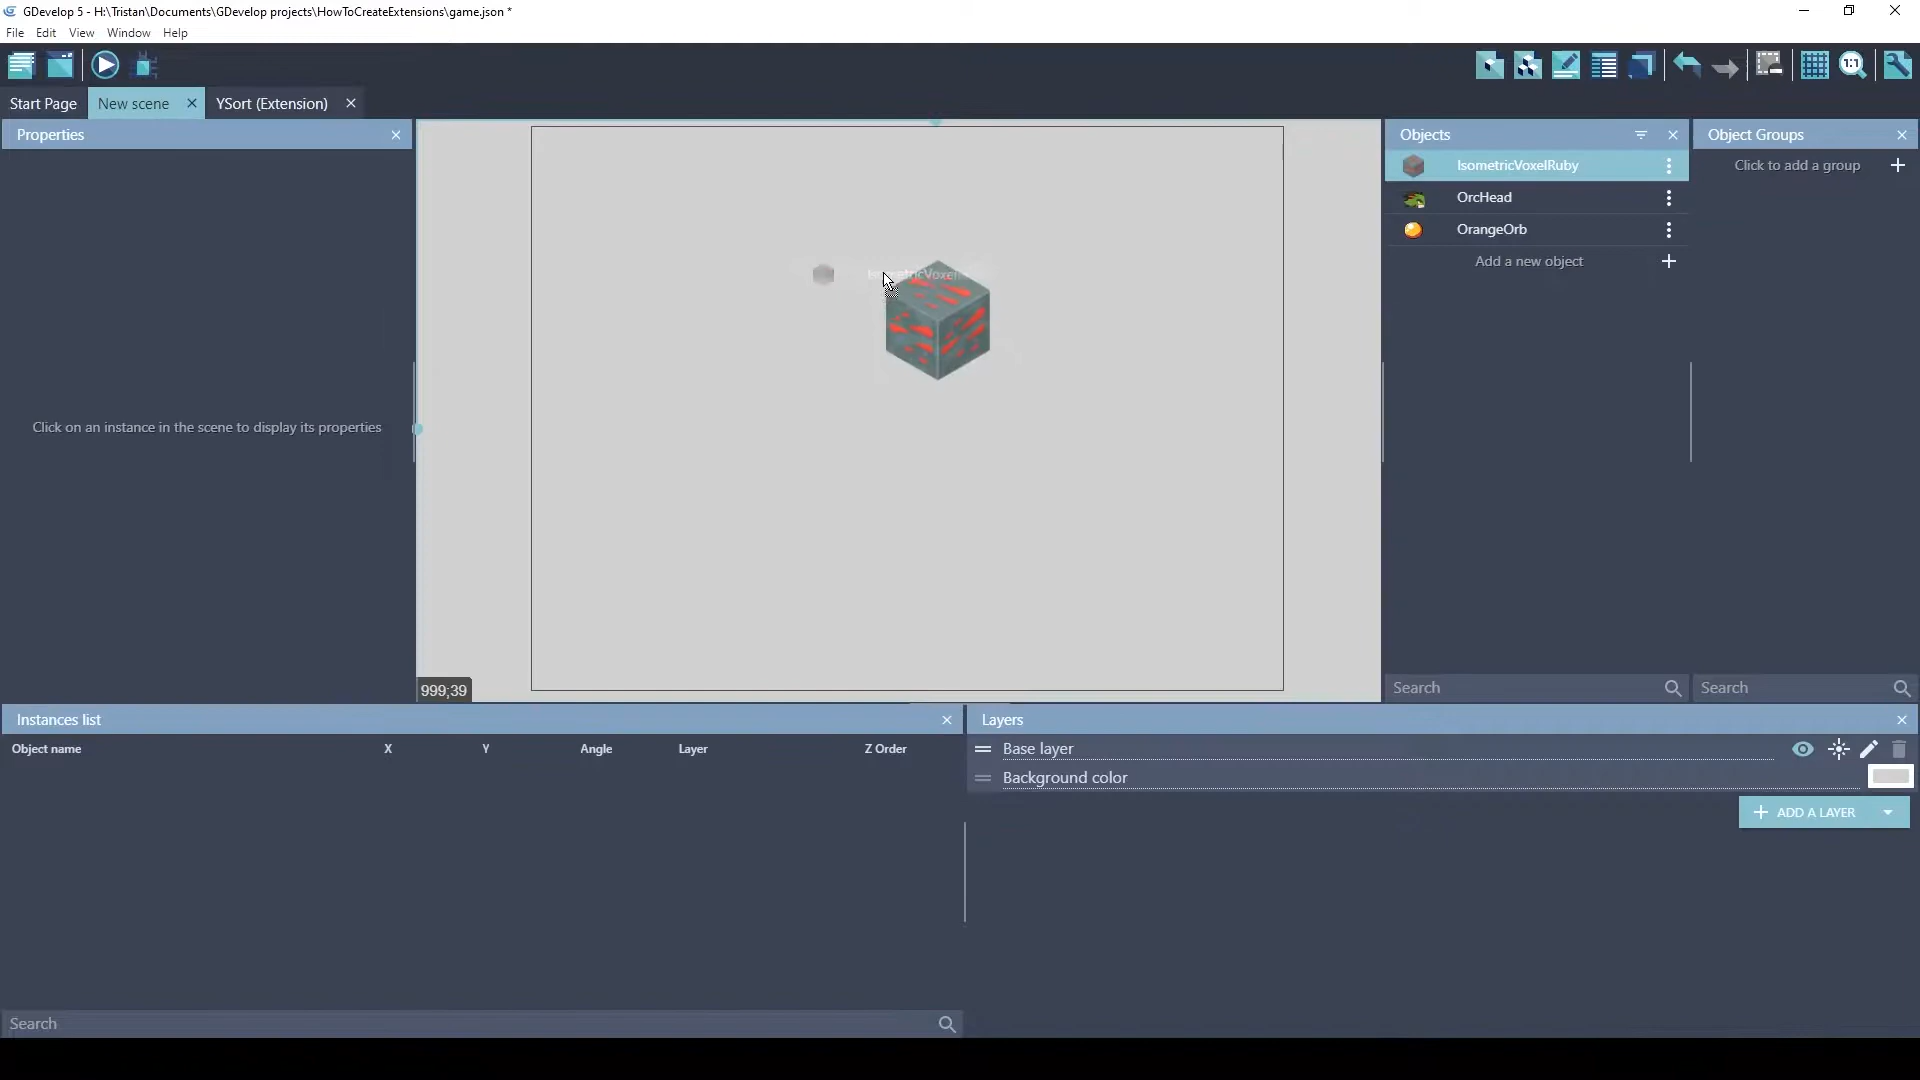 GDevelop 5 - H:\Tristan\Documents\GDevelop projects\HowToCreateExtensions\game.json *
File Edit View Window Help
1:1
Start Page New scene YSort (Extension)
Properties
Objects
Object Groups
IsometricVoxelRuby
Click to add a group
OrcHead
OrangeOrb
Add a new object
Click on an instance in the scene to display its properties
999;39
Search
Search
Instances list
Layers
Object name X Y Angle Layer Z Order
Base layer
Background color
ADD A LAYER
Search